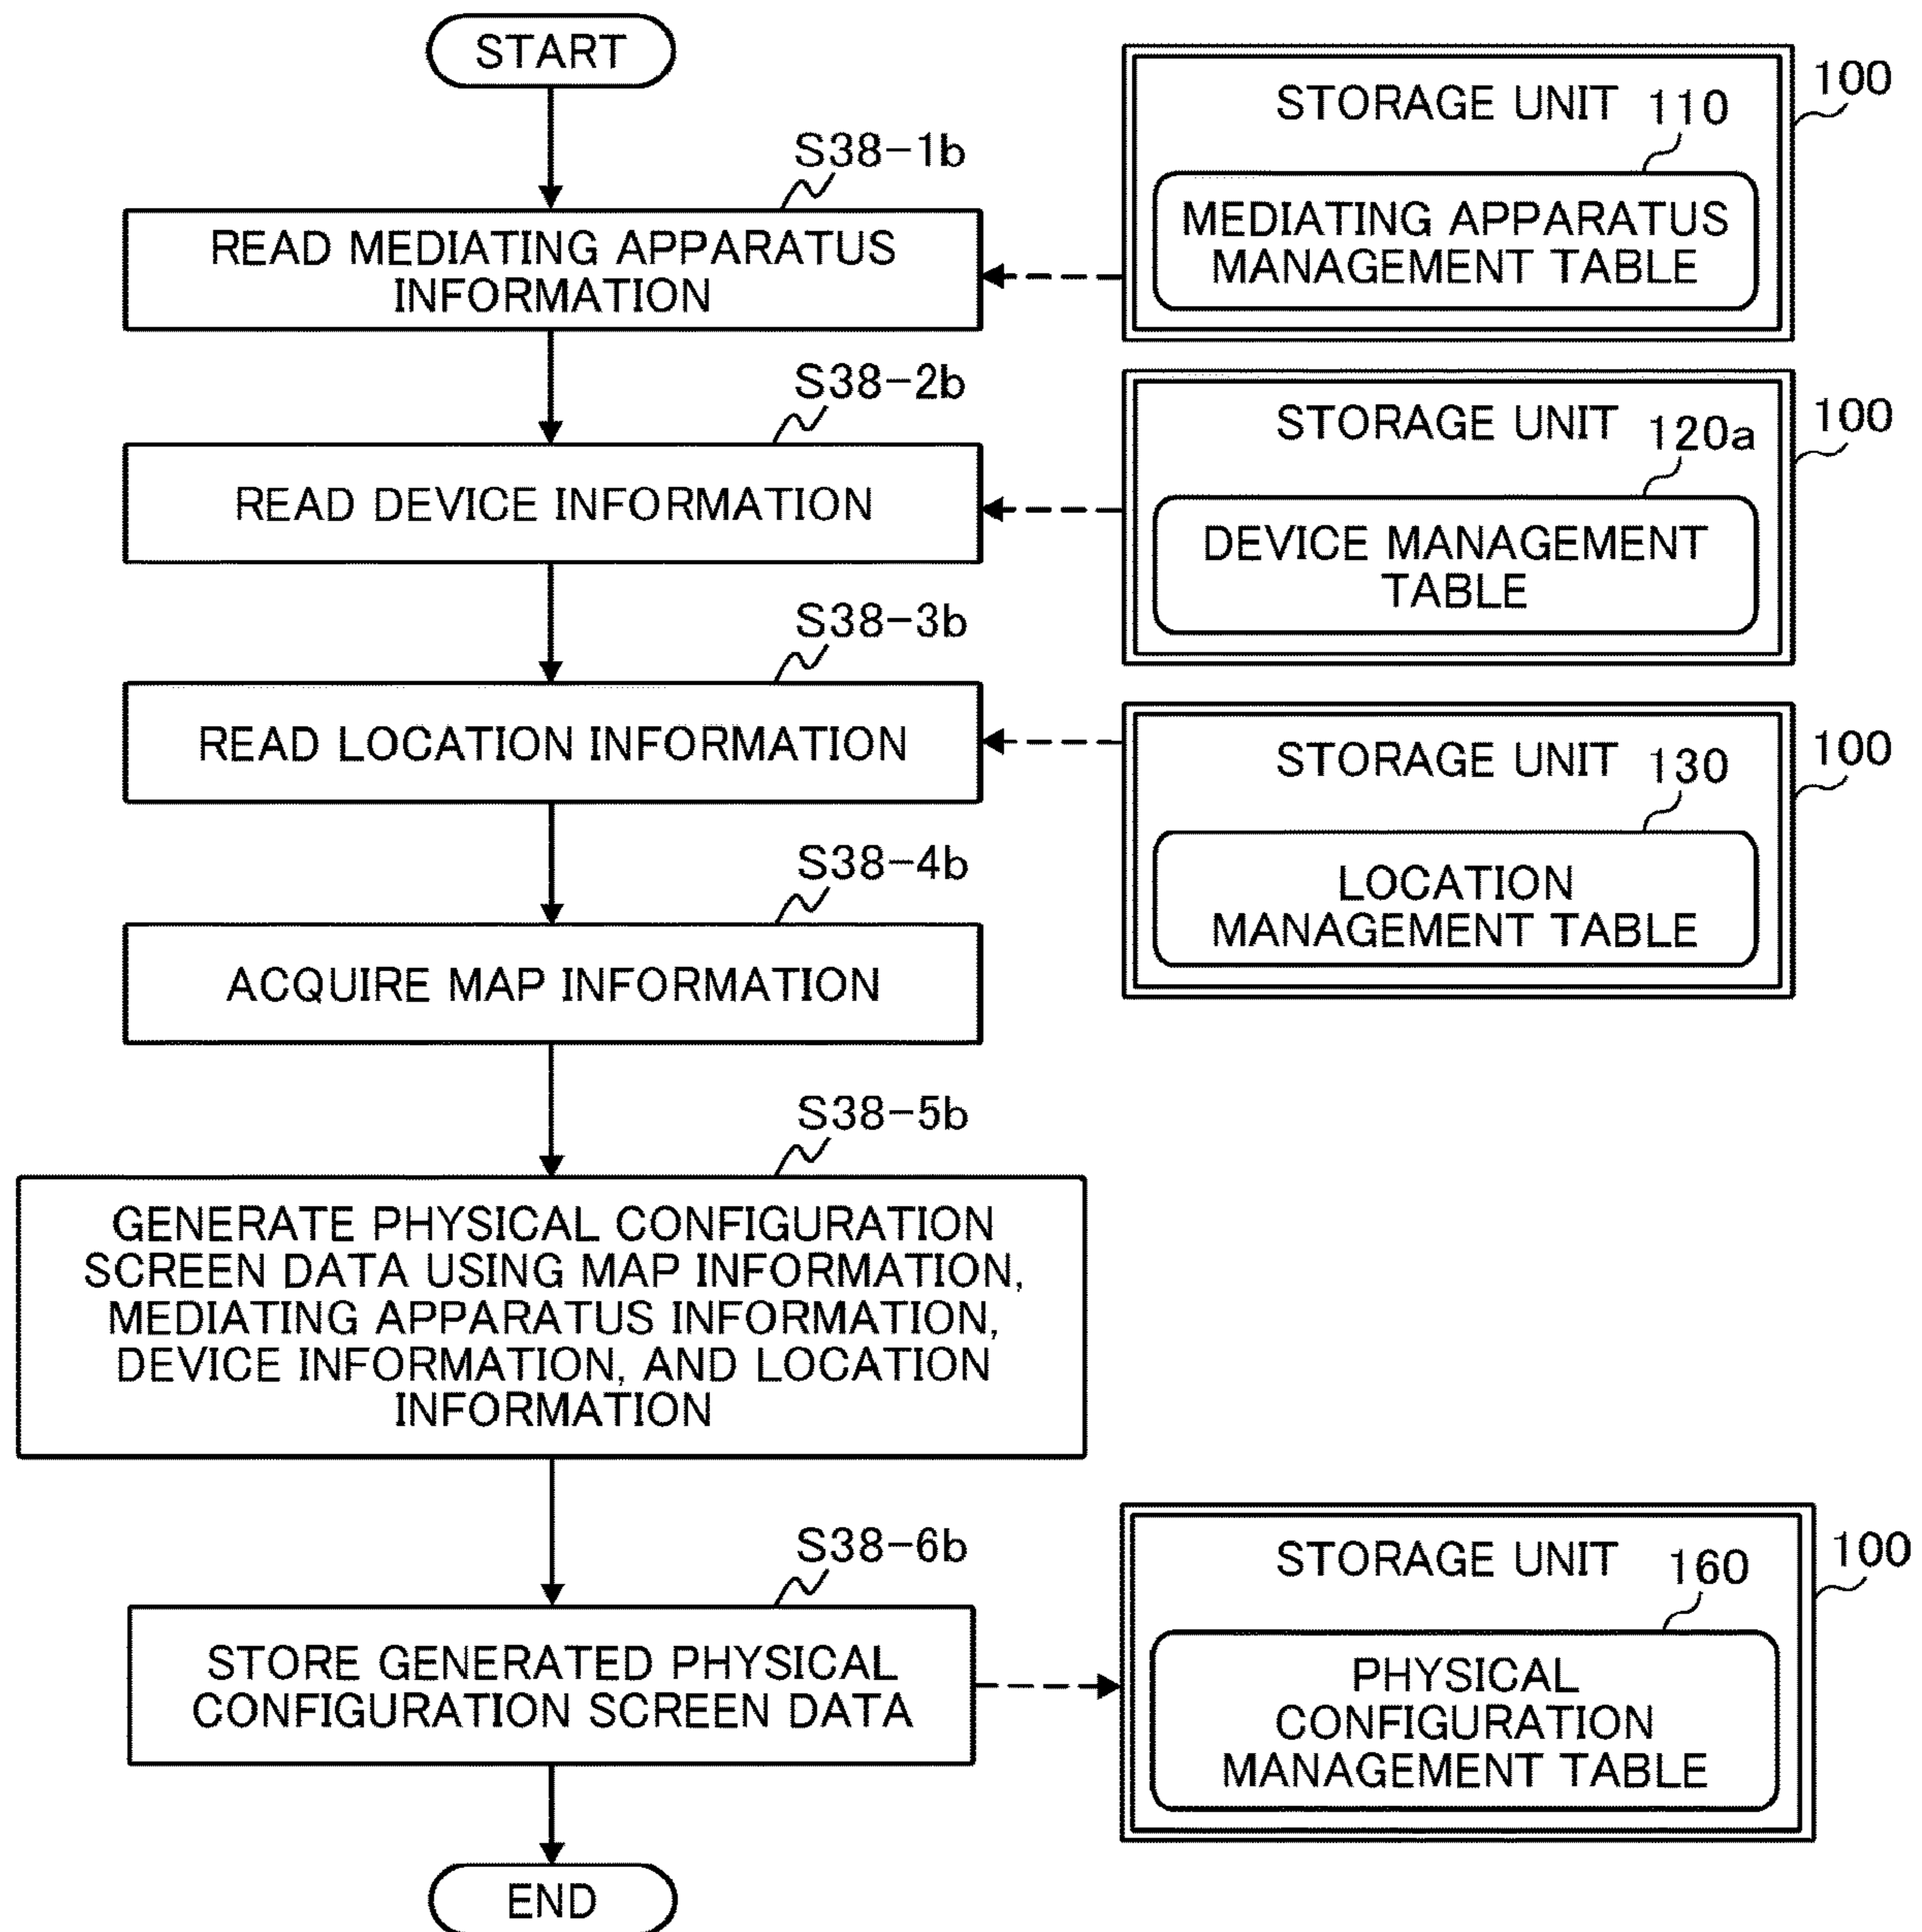 START
S38-1b
READ MEDIATING APPARATUS
INFORMATION
STORAGE UNIT
100
110
MEDIATING APPARATUS
MANAGEMENT TABLE
S38-2b
READ DEVICE INFORMATION
STORAGE UNIT
100
120a
DEVICE MANAGEMENT
TABLE
S38-3b
READ LOCATION INFORMATION
STORAGE UNIT
100
130
LOCATION
MANAGEMENT TABLE
S38-4b
ACQUIRE MAP INFORMATION
S38-5b
GENERATE PHYSICAL CONFIGURATION
SCREEN DATA USING MAP INFORMATION,
MEDIATING APPARATUS INFORMATION,
DEVICE INFORMATION, AND LOCATION
INFORMATION
S38-6b
STORE GENERATED PHYSICAL
CONFIGURATION SCREEN DATA
STORAGE UNIT
100
160
PHYSICAL
CONFIGURATION
MANAGEMENT TABLE
END